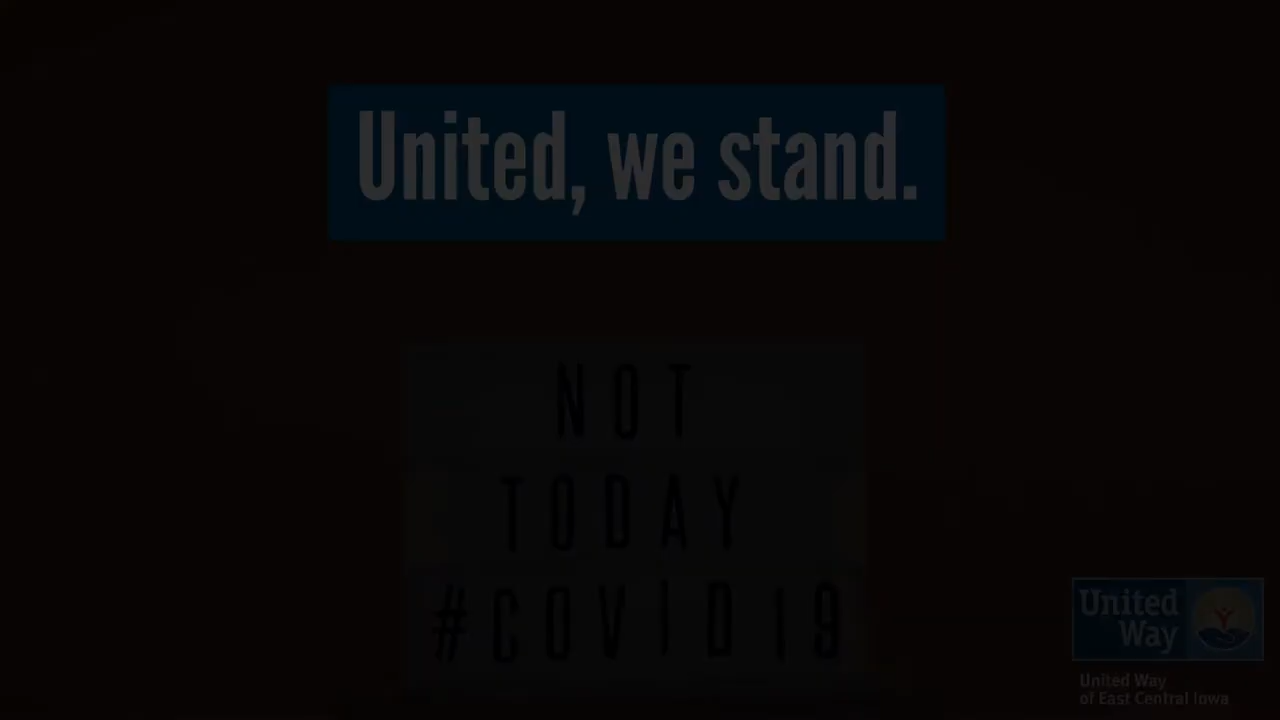 United, we stand.
NOT
TODAY
#COVID19
United
Way
United Way
of East Central Iowa